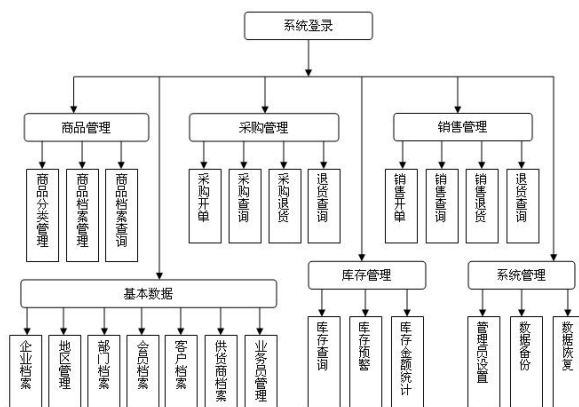 系统登录
商品管理
采购管理
销售管理
商品分类管理
商品档案管理
商品档案查询
采购开单
采购查询
采购退货
退货查询
销售开单
销售查询
销售退货
退货查询
基本数据
库存管理
系统管理
企业档案
地区管理
部门档案
会员档案
客户档案
供货商档案
业务员管理
库存查询
库存预警
库存金额统计
管理员设置
数据备份
数据恢复